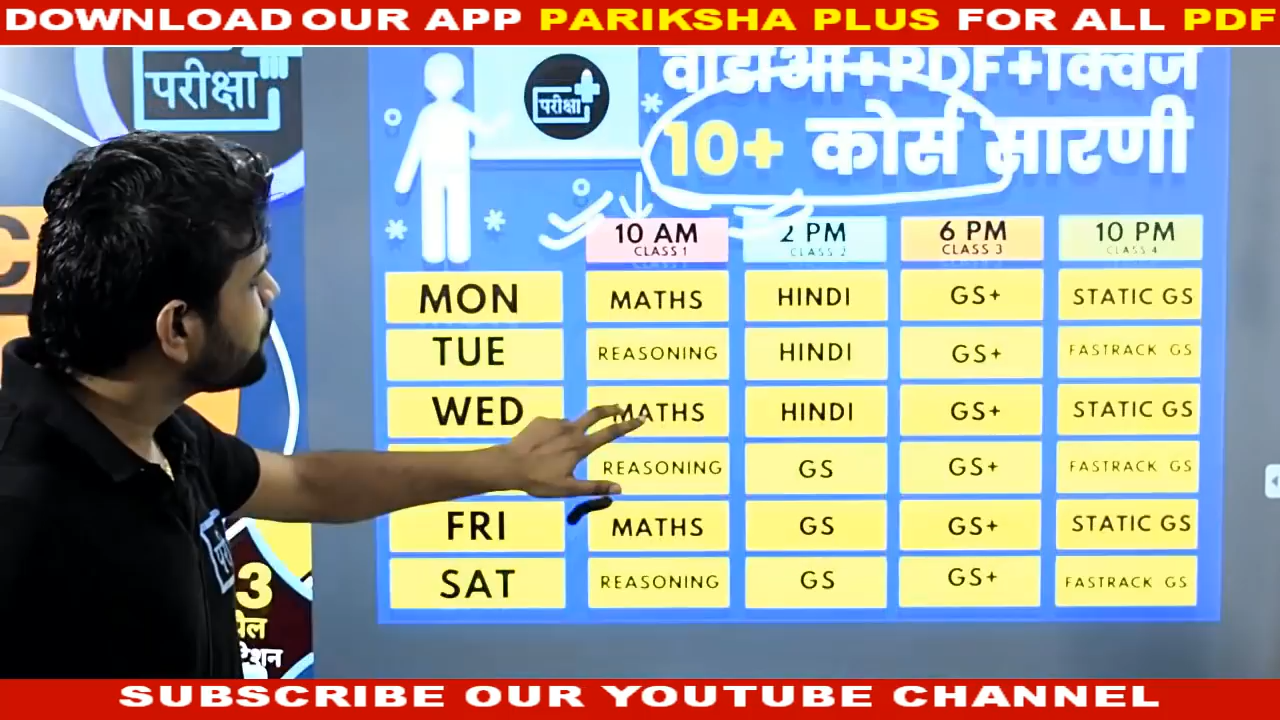 DOWNLOAD OUR APP PARIKSHA PLUS FOR ALL PDF
परीक्षा
परीक्षा
वीडीओ+PDF+क्विज
10+ कोर्स सारणी
10 AM 2 PM 6 PM 10 PM
CLASS 1 CLASS 2 CLASS 3 CLASS 4
MON MATHS HINDI GS+ STATIC GS
TUE REASONING HINDI GS+ FASTRACK GS
WED MATHS HINDI GS+ STATIC GS
REASONING GS GS+ FASTRACK GS
FRI MATHS GS GS+ STATIC GS
SAT REASONING GS GS+ FASTRACK GS
3
SUBSCRIBE OUR YOUTUBE CHANNEL